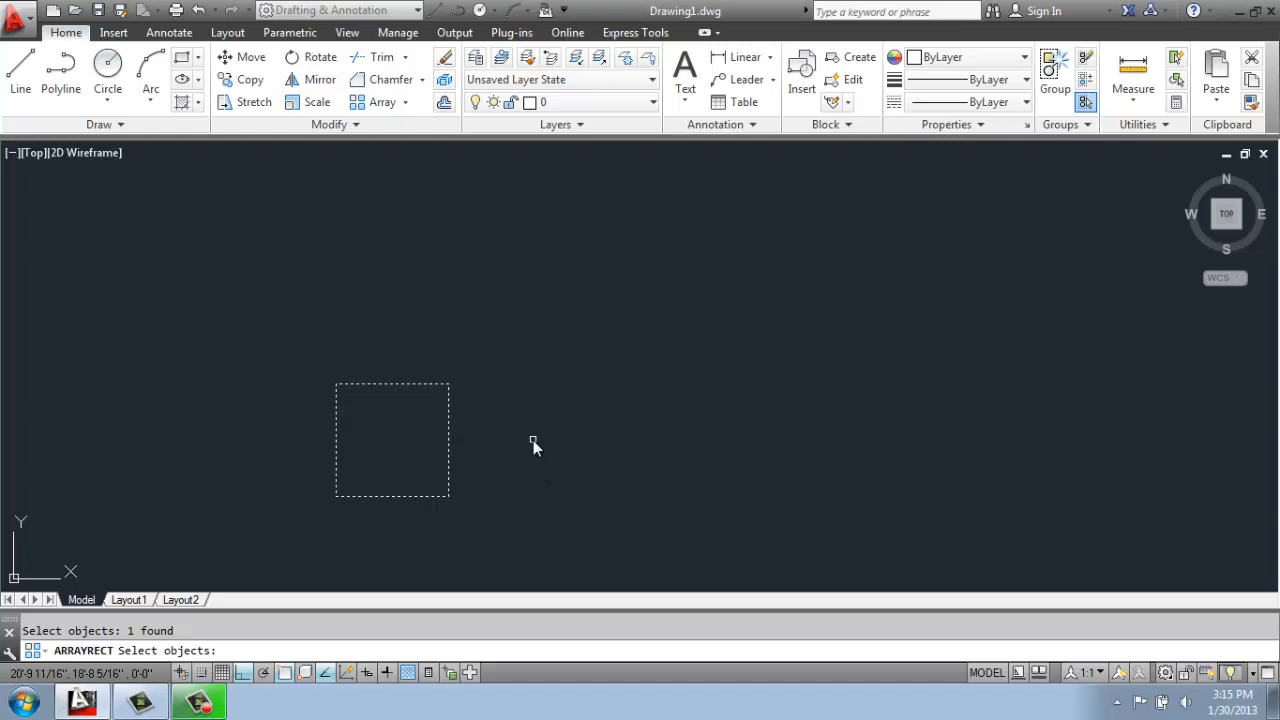 Drafting & Annotation
Drawing1.dwg
Type a keyword or phrase
Sign In
Home Insert Annotate Layout Parametric View Manage Output Plug-ins Online Express Tools
Line
Polyline
Circle
Arc
Draw
Move Rotate Trim
Copy Mirror Chamfer
Stretch Scale Array
Modify
Unsaved Layer State
0
Layers
Text
Linear
Leader
Table
Annotation
Insert
Create
Edit
Block
ByLayer
ByLayer
ByLayer
Properties
Group
Groups
Measure
Utilities
Paste
Clipboard
[−][Top][2D Wireframe]
N
W TOP E
S
WCS
Y
X
Model Layout1 Layout2
Select objects: 1 found
ARRAYRECT Select objects:
20'-9 11/16", 18'-8 5/16" , 0'-0"
MODEL
1:1
3:15 PM
1/30/2013